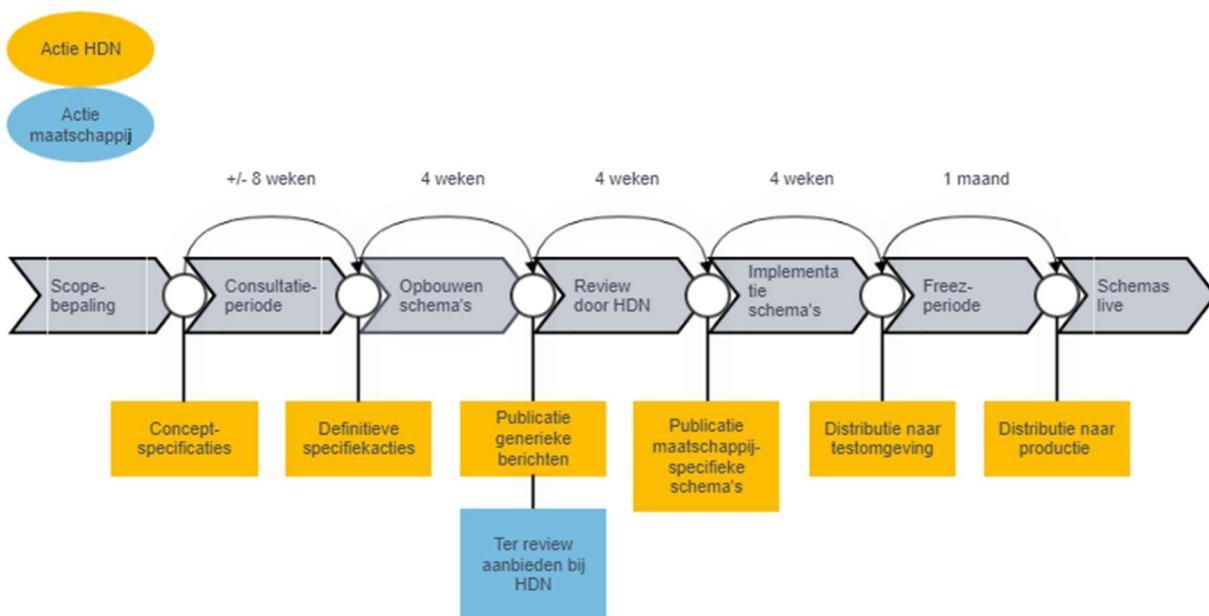 Actie HDN
Actie
maatschappij
+/- 8 weken
4 weken
4 weken
4 weken
1 maand
Scope-
bepaling
Consultatie-
periode
Opbouwen
schema's
Review
door HDN
Implementa
tie
schema's
Freez-
periode
Schemas
live
Concept-
specificaties
Definitieve
specifiekacties
Publicatie
generieke
berichten
Publicatie
maatschappij-
specifieke
schema's
Distributie naar
testomgeving
Distributie naar
productie
Ter review
aanbieden bij
HDN